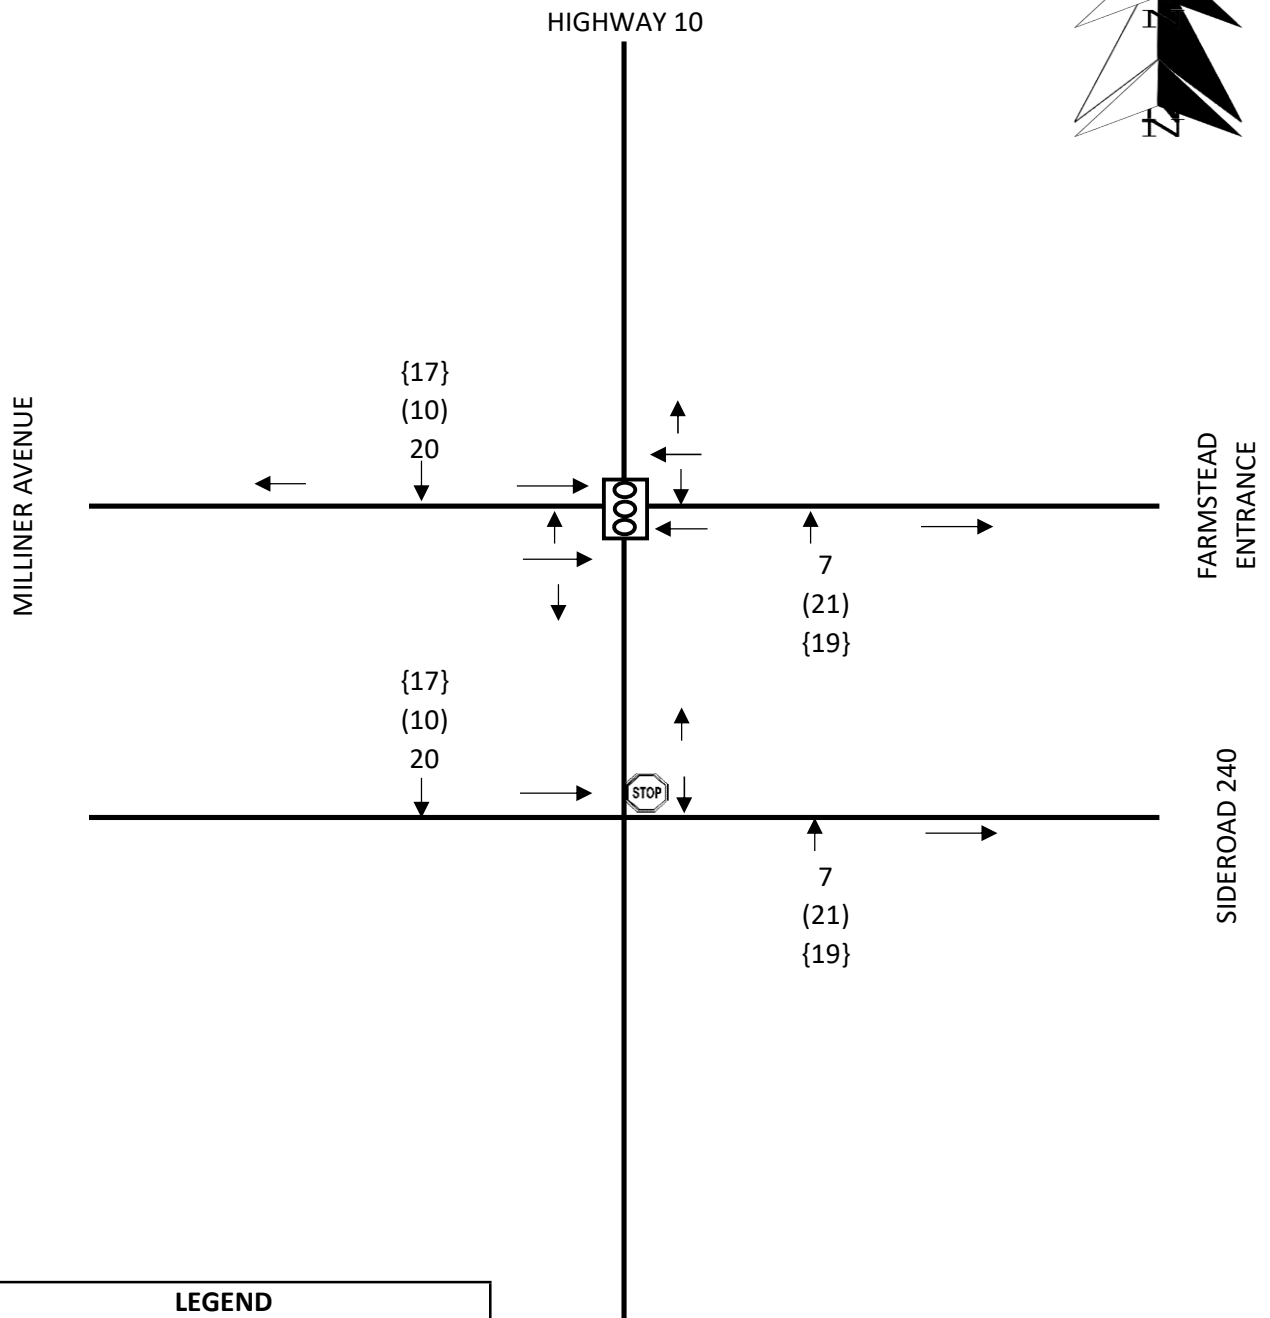 HIGHWAY 10
N
N
{17}
(10)
20
MILLINER AVENUE
FARMSTEAD
ENTRANCE
7
(21)
{19}
{17}
(10)
20
STOP
SIDEROAD 240
7
(21)
{19}
LEGEND